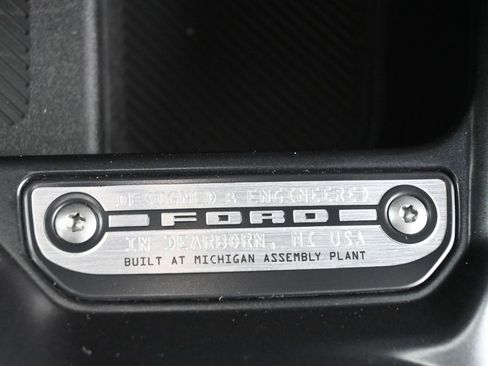 DESIGNED & ENGINEERED
FORD
IN DEARBORN, MI USA
BUILT AT MICHIGAN ASSEMBLY PLANT